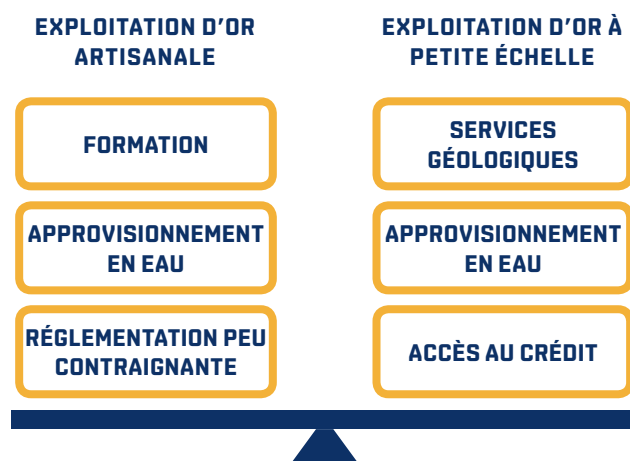 EXPLOITATION D'OR
ARTISANALE
FORMATION
APPROVISIONNEMENT
EN EAU
RÉGLEMENTATION PEU
CONTRAIGNANTE
EXPLOITATION D'OR À
PETITE ÉCHELLE
SERVICES
GÉOLOGIQUES
APPROVISIONNEMENT
EN EAU
ACCÈS AU CRÉDIT